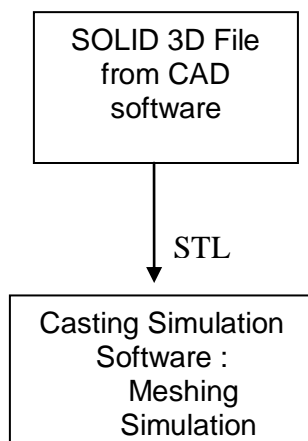 SOLID 3D File
from CAD
software
STL
Casting Simulation
Software :
Meshing
Simulation